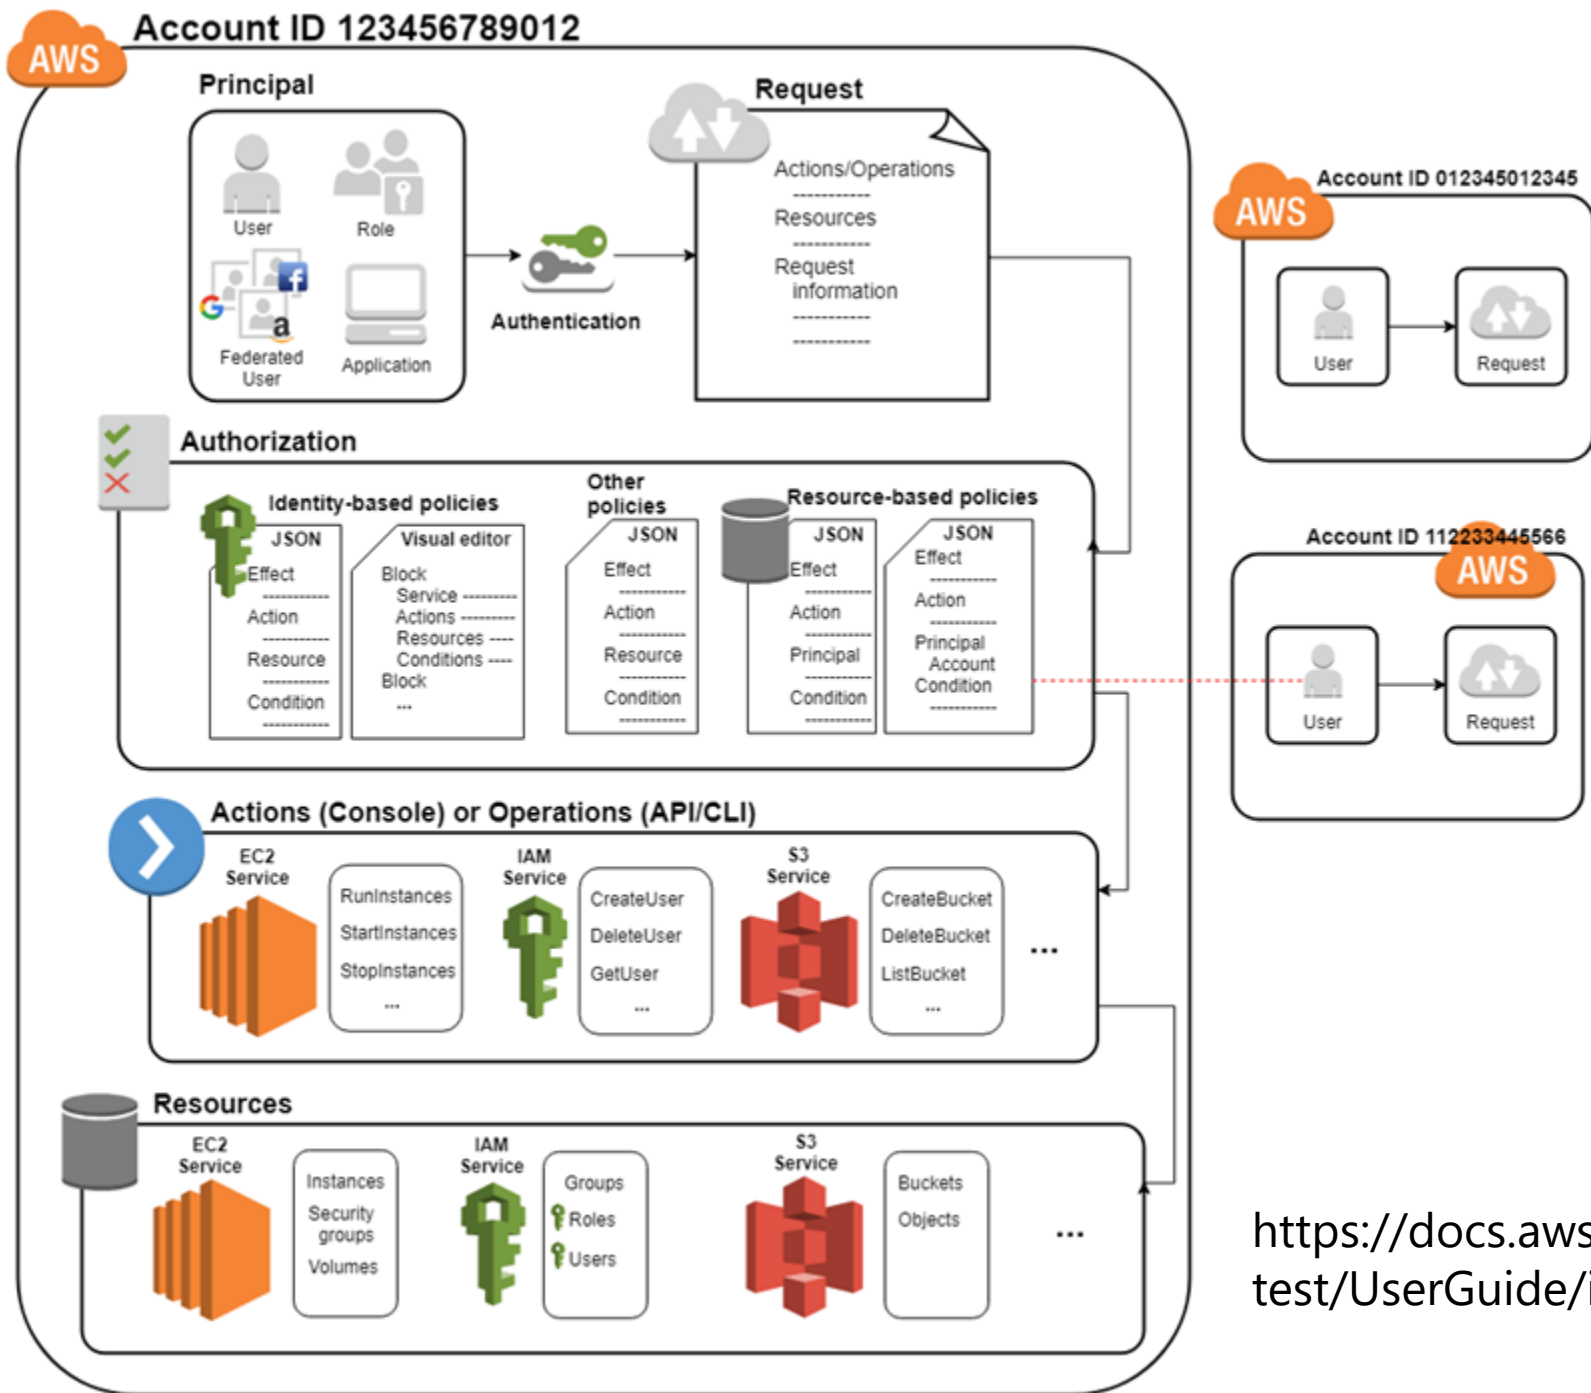 AWS
Account ID 123456789012
Principal
User
Role
Federated
User
Application
Authentication
Request
Actions/Operations
-----------
Resources
-----------
Request
information
-----------
-----------
AWS
Account ID 012345012345
User
Request
Account ID 112233445566
AWS
User
Request
Authorization
Identity-based policies
JSON
Effect
-----------
Action
-----------
Resource
-----------
Condition
-----------
Visual editor
Block
Service ---------
Actions ---------
Resources ----
Conditions ----
Block
...
Other
policies
JSON
Effect
-----------
Action
-----------
Resource
-----------
Condition
-----------
Resource-based policies
JSON
Effect
-----------
Action
-----------
Principal
-----------
Condition
-----------
JSON
Effect
-----------
Action
-----------
Principal
Account
Condition
-----------
Actions (Console) or Operations (API/CLI)
EC2
Service
RunInstances
StartInstances
StopInstances
...
IAM
Service
CreateUser
DeleteUser
GetUser
...
S3
Service
CreateBucket
DeleteBucket
ListBucket
...
...
Resources
EC2
Service
Instances
Security
groups
Volumes
IAM
Service
Groups
Roles
Users
S3
Service
Buckets
Objects
...
https://docs.aws
test/UserGuide/i